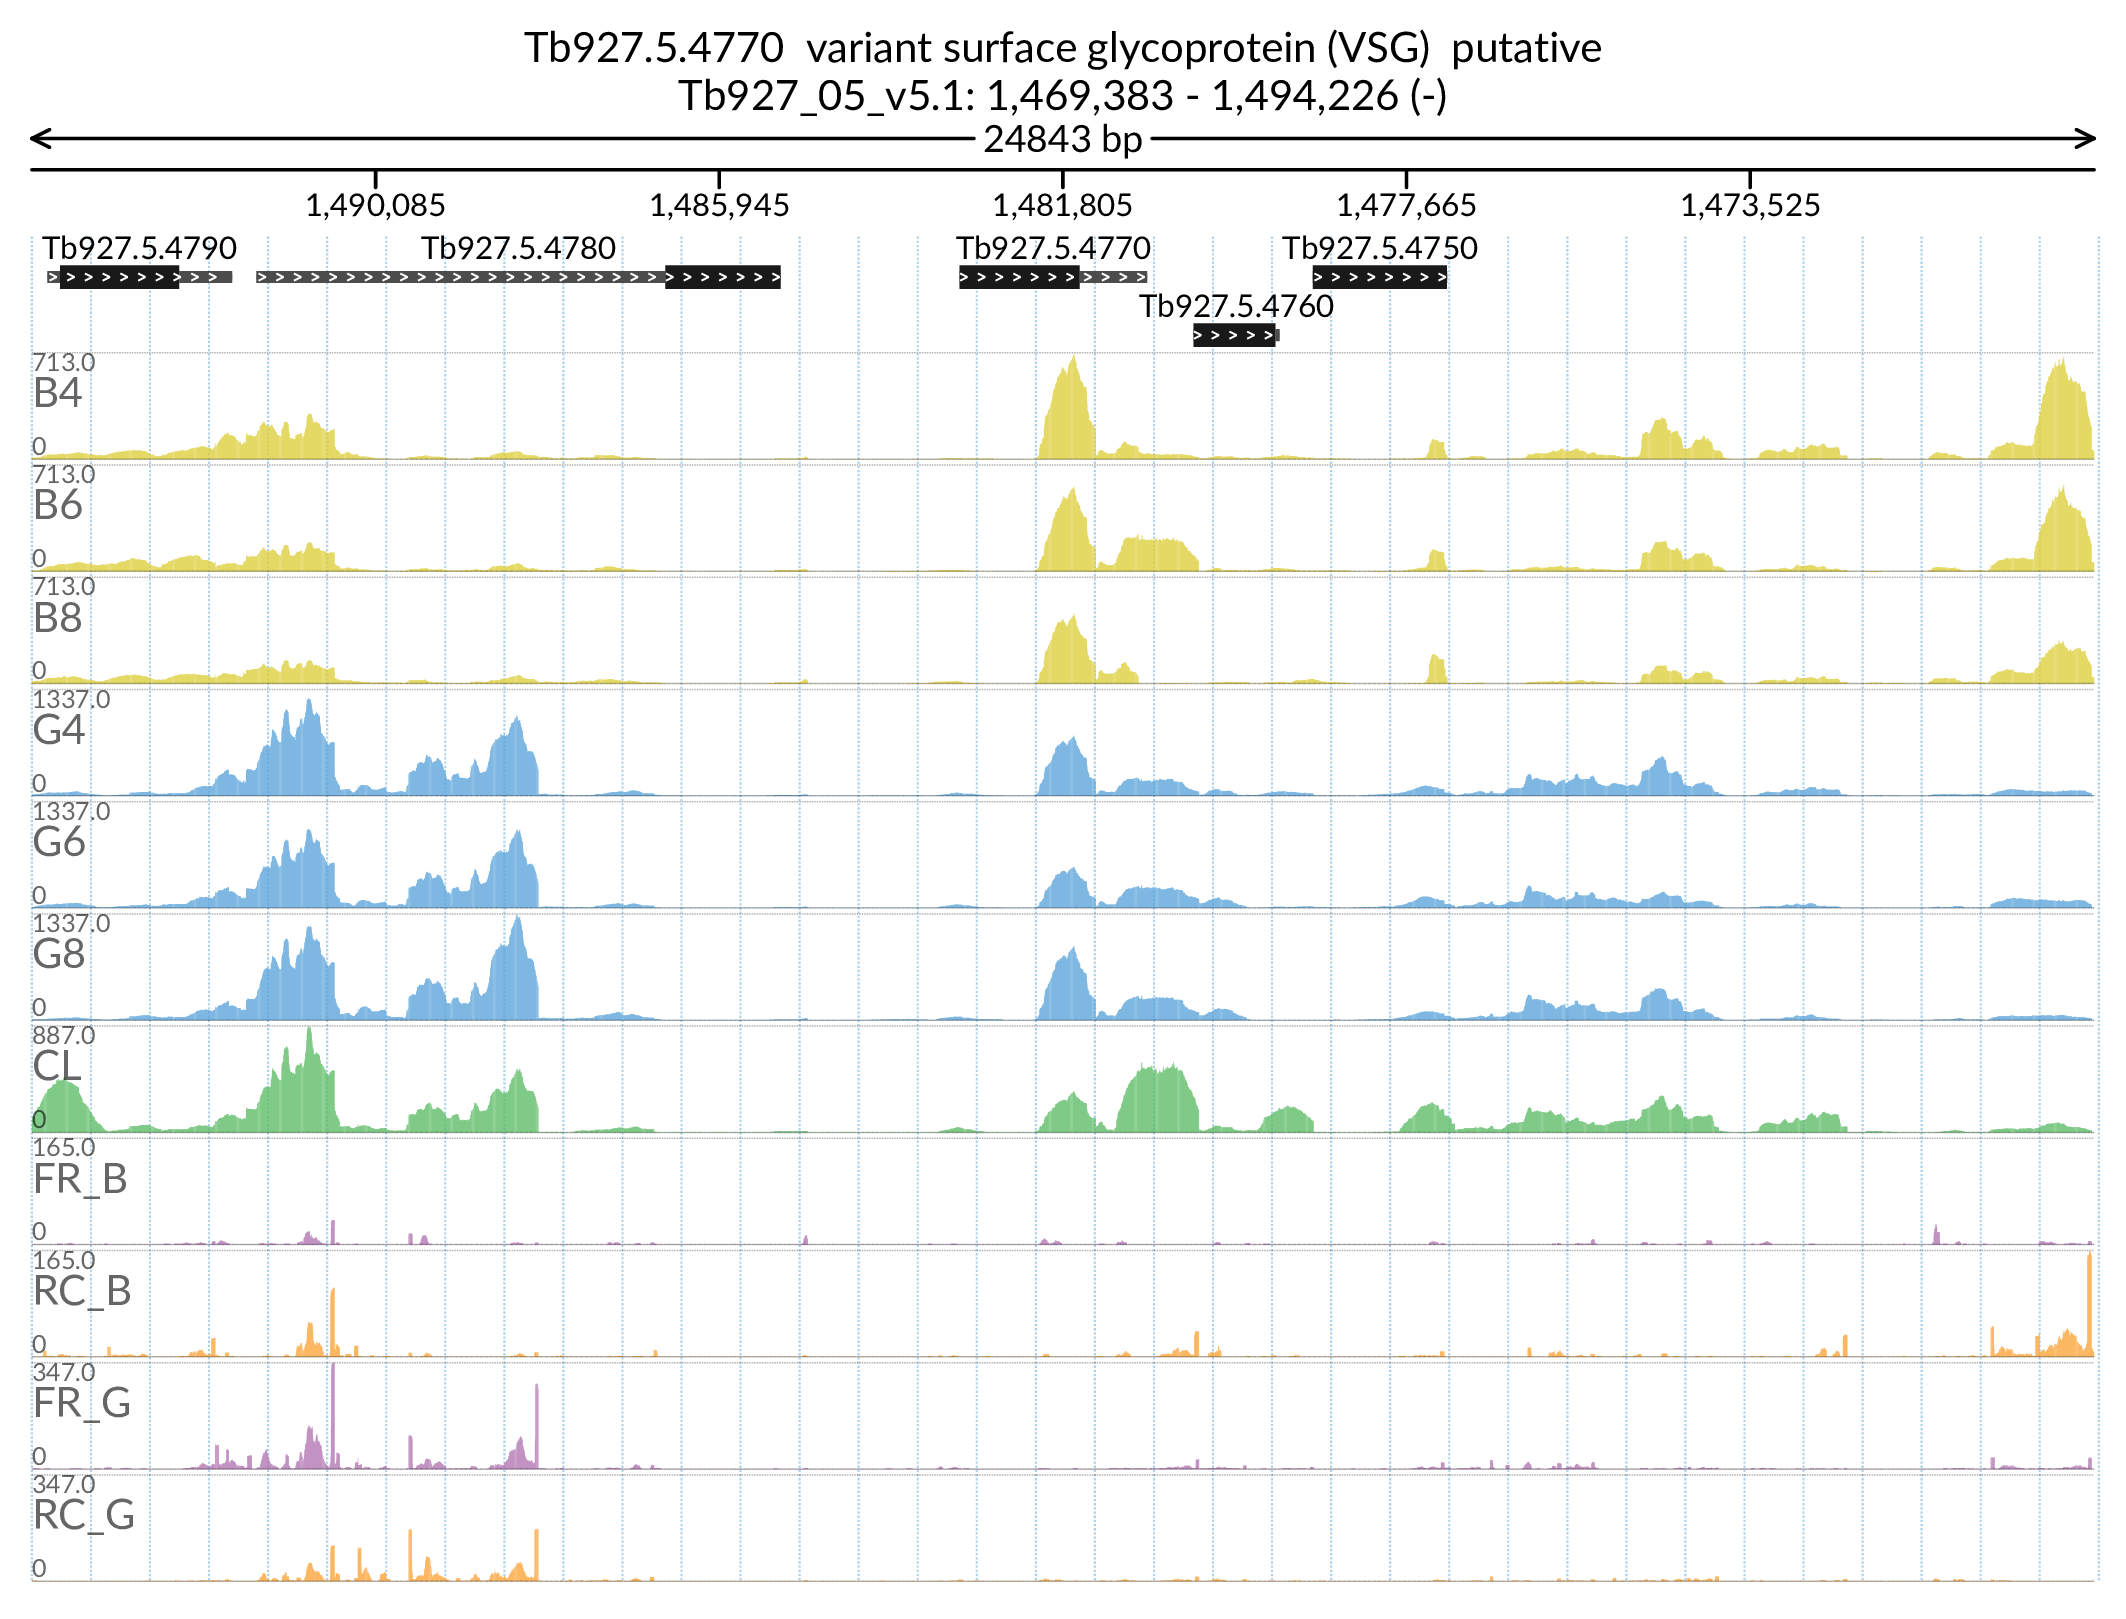 Tb927.5.4770  variant surface glycoprotein (VSG)  putative
Tb927_05_v5.1: 1,469,383 - 1,494,226 (-)
24843 bp
1,490,085 1,485,945 1,481,805 1,477,665 1,473,525
Tb927.5.4790 Tb927.5.4780 Tb927.5.4770 Tb927.5.4750
Tb927.5.4760
713.0
B4
0
713.0
B6
0
713.0
B8
0
1337.0
G4
0
1337.0
G6
0
1337.0
G8
0
887.0
CL
0
165.0
FR_B
0
165.0
RC_B
0
347.0
FR_G
0
347.0
RC_G
0